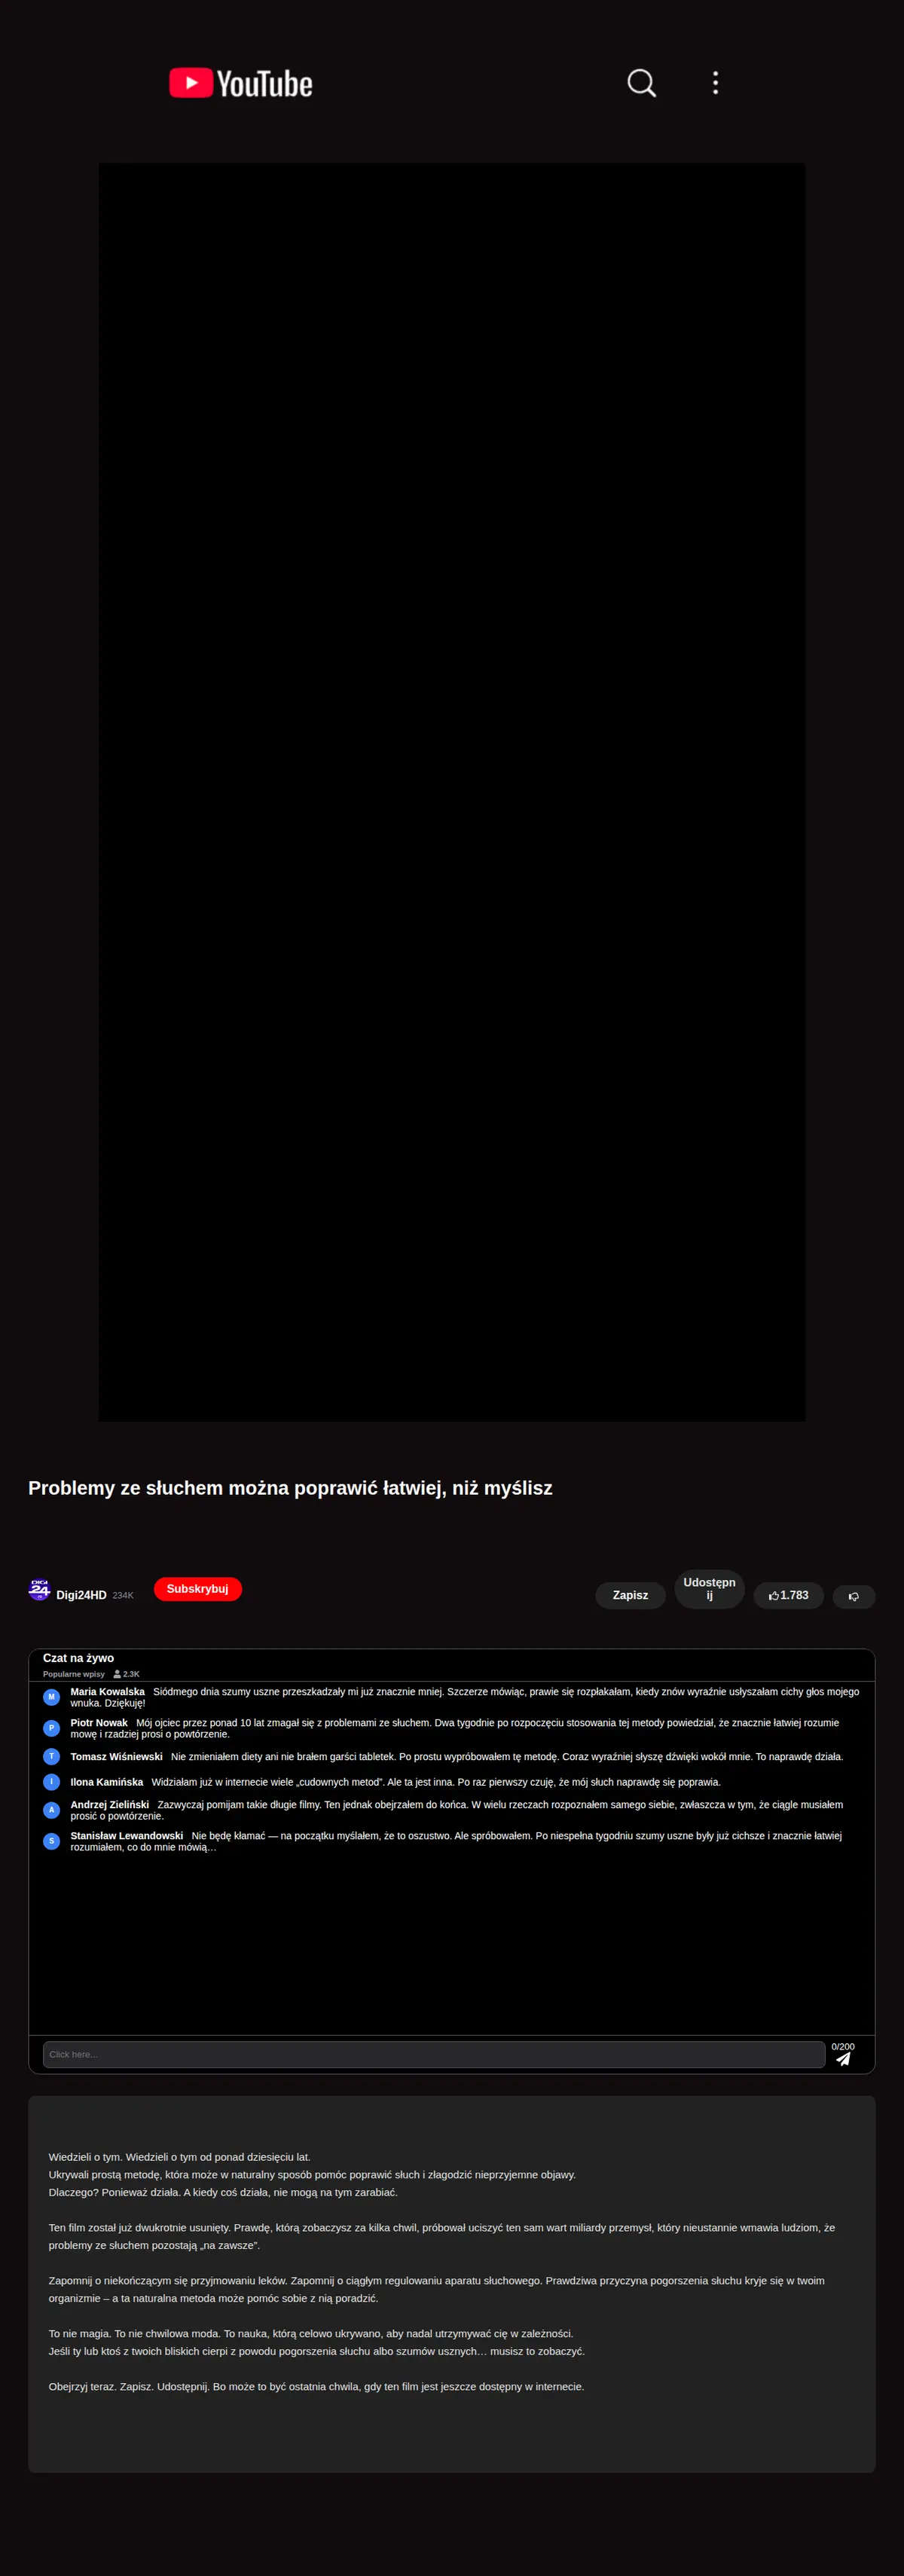 YouTube
Problemy ze słuchem można poprawić łatwiej, niż myślisz
24
Digi24HD 234K
Subskrybuj
Zapisz
Udostępn
ij
1.783
Czat na żywo
Popularne wpisy 2.3K
M Maria Kowalska Siódmego dnia szumy uszne przeszkadzały mi już znacznie mniej. Szczerze mówiąc, prawie się rozpłakałam, kiedy znów wyraźnie usłyszałam cichy głos mojego
wnuka. Dziękuję!
P Piotr Nowak Mój ojciec przez ponad 10 lat zmagał się z problemami ze słuchem. Dwa tygodnie po rozpoczęciu stosowania tej metody powiedział, że znacznie łatwiej rozumie
mowę i rzadziej prosi o powtórzenie.
T Tomasz Wiśniewski Nie zmieniałem diety ani nie brałem garści tabletek. Po prostu wypróbowałem tę metodę. Coraz wyraźniej słyszę dźwięki wokół mnie. To naprawdę działa.
I Ilona Kamińska Widziałam już w internecie wiele „cudownych metod”. Ale ta jest inna. Po raz pierwszy czuję, że mój słuch naprawdę się poprawia.
A Andrzej Zieliński Zazwyczaj pomijam takie długie filmy. Ten jednak obejrzałem do końca. W wielu rzeczach rozpoznałem samego siebie, zwłaszcza w tym, że ciągle musiałem
prosić o powtórzenie.
S Stanisław Lewandowski Nie będę kłamać — na początku myślałem, że to oszustwo. Ale spróbowałem. Po niespełna tygodniu szumy uszne były już cichsze i znacznie łatwiej
rozumiałem, co do mnie mówią…
Click here...
0/200
Wiedzieli o tym. Wiedzieli o tym od ponad dziesięciu lat.
Ukrywali prostą metodę, która może w naturalny sposób pomóc poprawić słuch i złagodzić nieprzyjemne objawy.
Dlaczego? Ponieważ działa. A kiedy coś działa, nie mogą na tym zarabiać.
Ten film został już dwukrotnie usunięty. Prawdę, którą zobaczysz za kilka chwil, próbował uciszyć ten sam wart miliardy przemysł, który nieustannie wmawia ludziom, że
problemy ze słuchem pozostają „na zawsze”.
Zapomnij o niekończącym się przyjmowaniu leków. Zapomnij o ciągłym regulowaniu aparatu słuchowego. Prawdziwa przyczyna pogorszenia słuchu kryje się w twoim
organizmie – a ta naturalna metoda może pomóc sobie z nią poradzić.
To nie magia. To nie chwilowa moda. To nauka, którą celowo ukrywano, aby nadal utrzymywać cię w zależności.
Jeśli ty lub ktoś z twoich bliskich cierpi z powodu pogorszenia słuchu albo szumów usznych… musisz to zobaczyć.
Obejrzyj teraz. Zapisz. Udostępnij. Bo może to być ostatnia chwila, gdy ten film jest jeszcze dostępny w internecie.